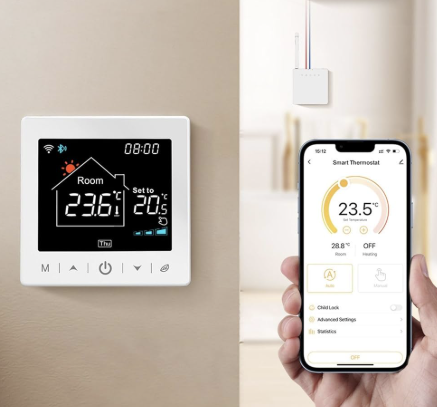 08:00
Room
Set to
23.6 °C
20.5 °C
Thu
M
15:12
Smart Thermostat
23.5 °C
Set Temperature
28.8 °C
OFF
Room
Heating
Auto
Manual
Child Lock
Advanced Settings
Statistics
OFF